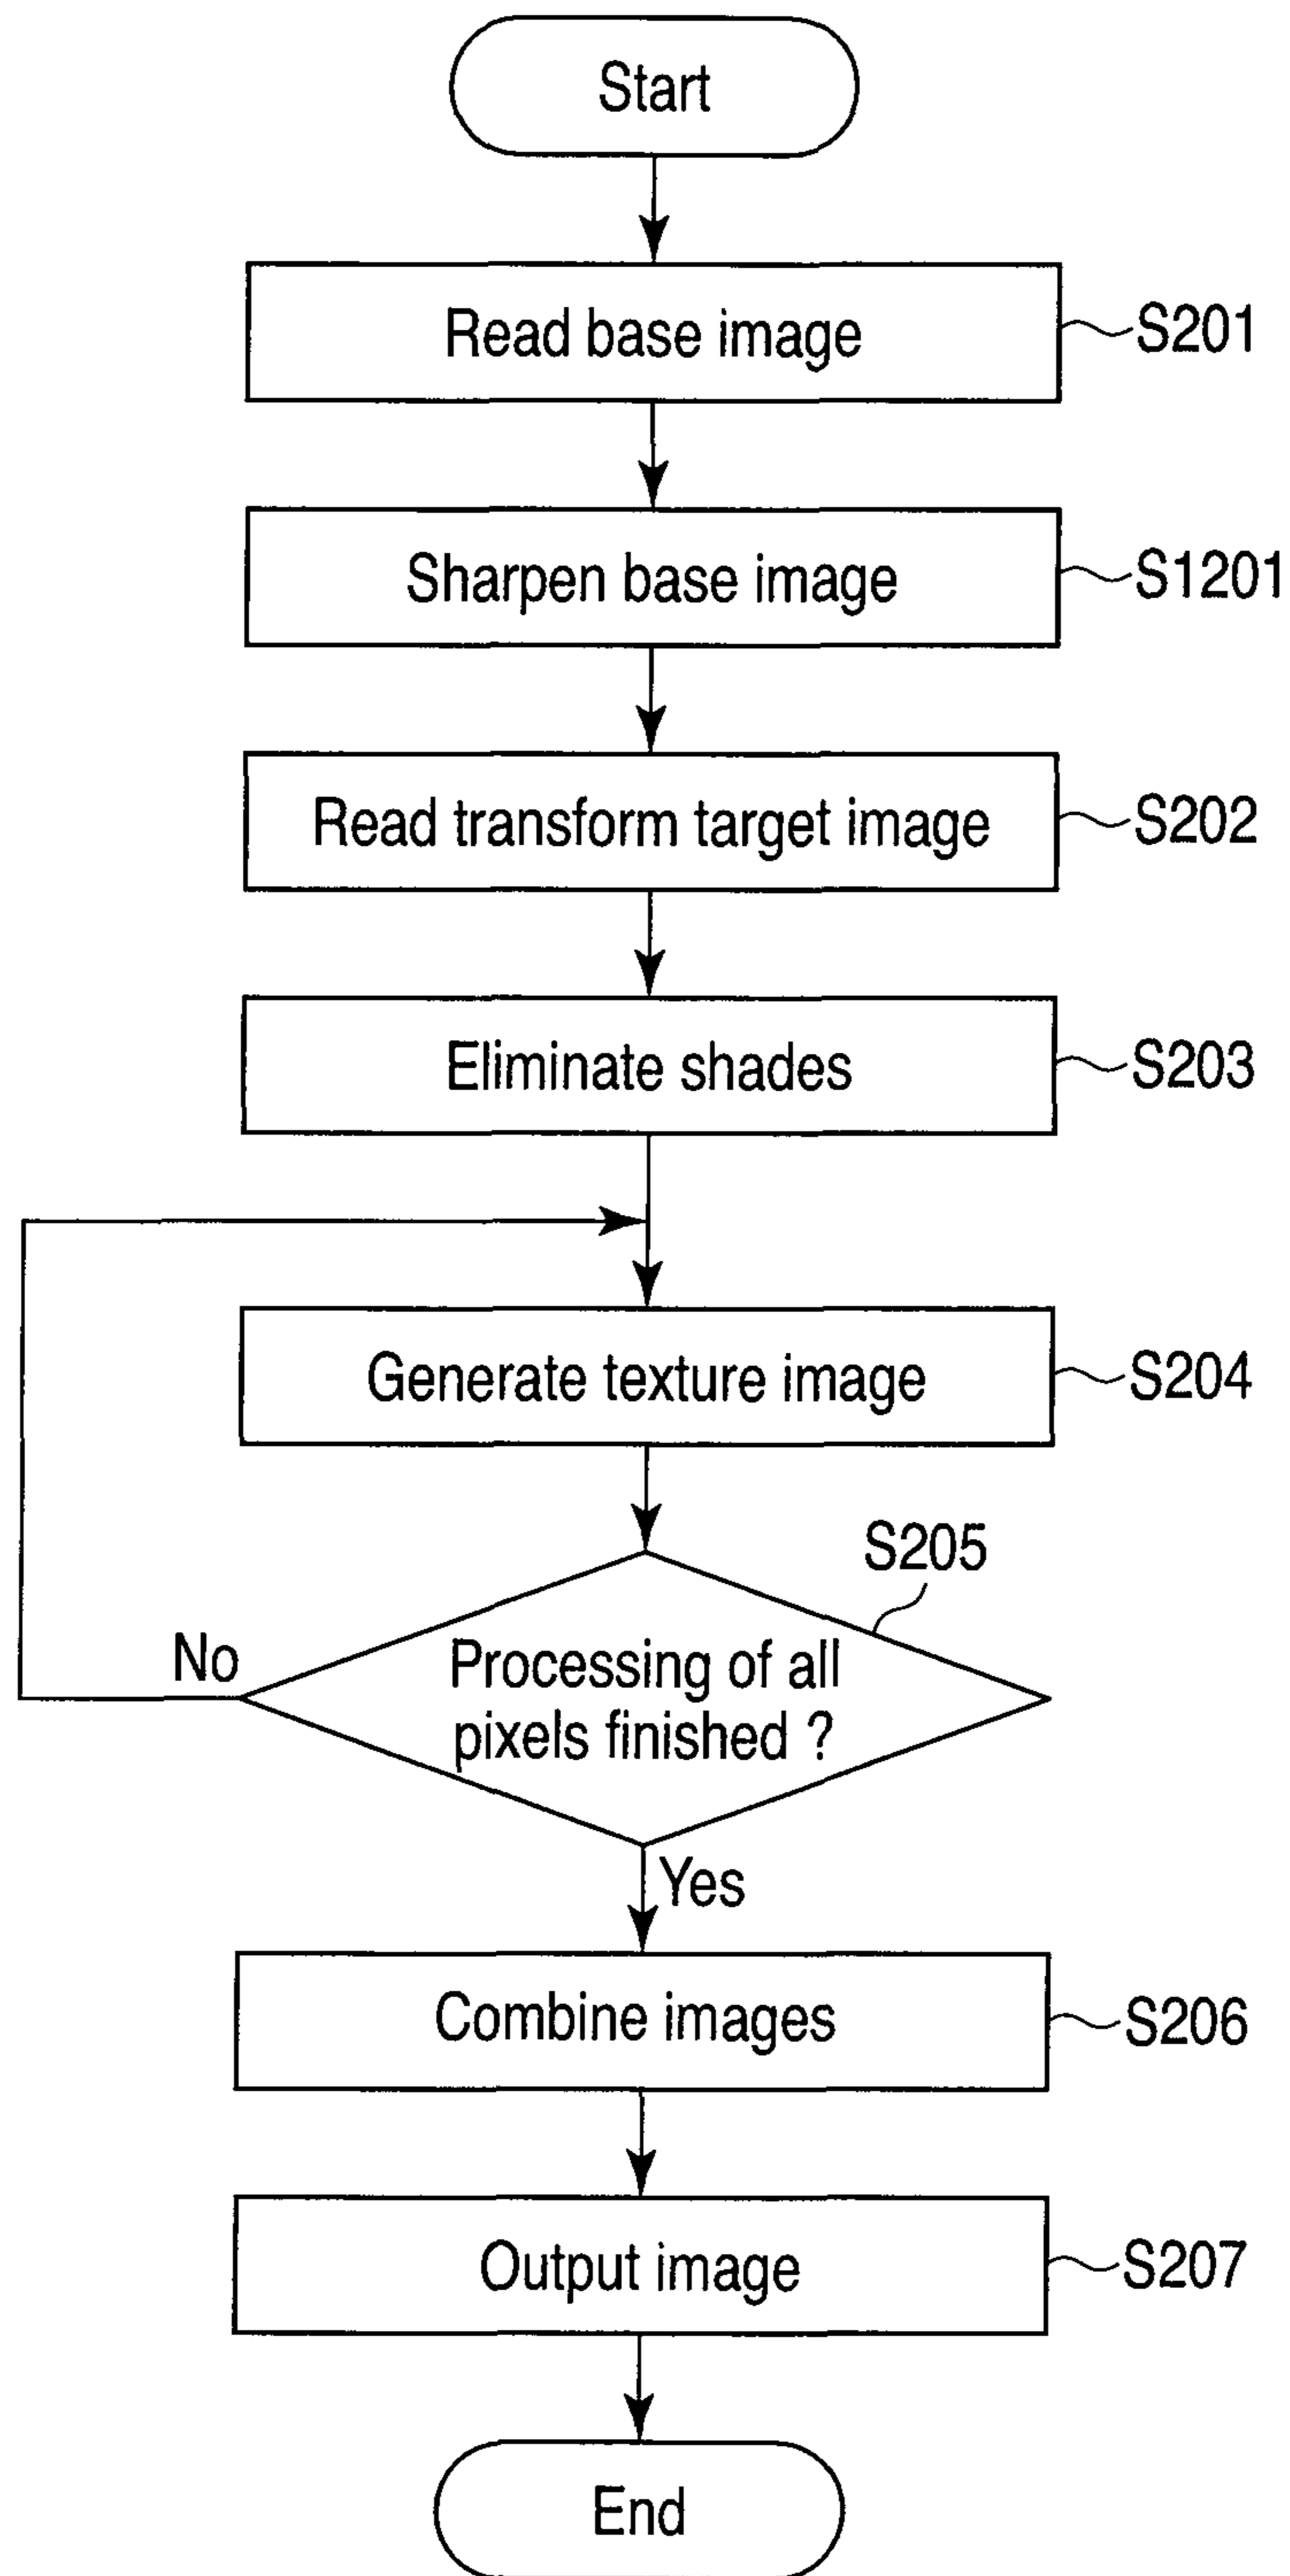 Start
Read base image
S201
Sharpen base image
S1201
Read transform target image
S202
Eliminate shades
S203
Generate texture image
S204
S205
Processing of all
pixels finished ?
No
Yes
Combine images
S206
Output image
S207
End